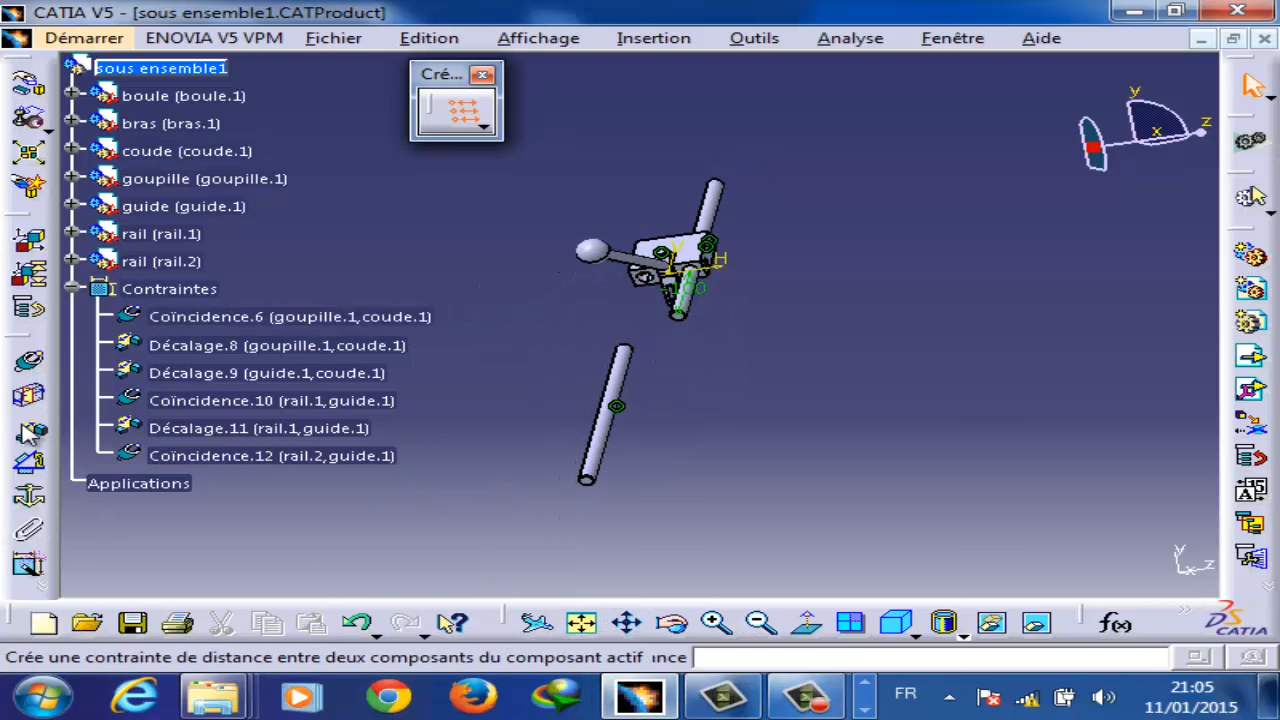 CATIA V5 - [sous ensemble1.CATProduct]
Démarrer ENOVIA V5 VPM Fichier Edition Affichage Insertion Outils Analyse Fenêtre Aide
sous ensemble1
Cré...
boule (boule.1)
bras (bras.1)
coude (coude.1)
goupille (goupille.1)
guide (guide.1)
rail (rail.1)
rail (rail.2)
Contraintes
Coïncidence.6 (goupille.1,coude.1)
Décalage.8 (goupille.1,coude.1)
Décalage.9 (guide.1,coude.1)
Coïncidence.10 (rail.1,guide.1)
Décalage.11 (rail.1,guide.1)
Coïncidence.12 (rail.2,guide.1)
Applications
y
z
x
V
H
y
z
x
15
A
f(x)
CATIA
Crée une contrainte de distance entre deux composants du composant actif ınce
FR
21:05
11/01/2015